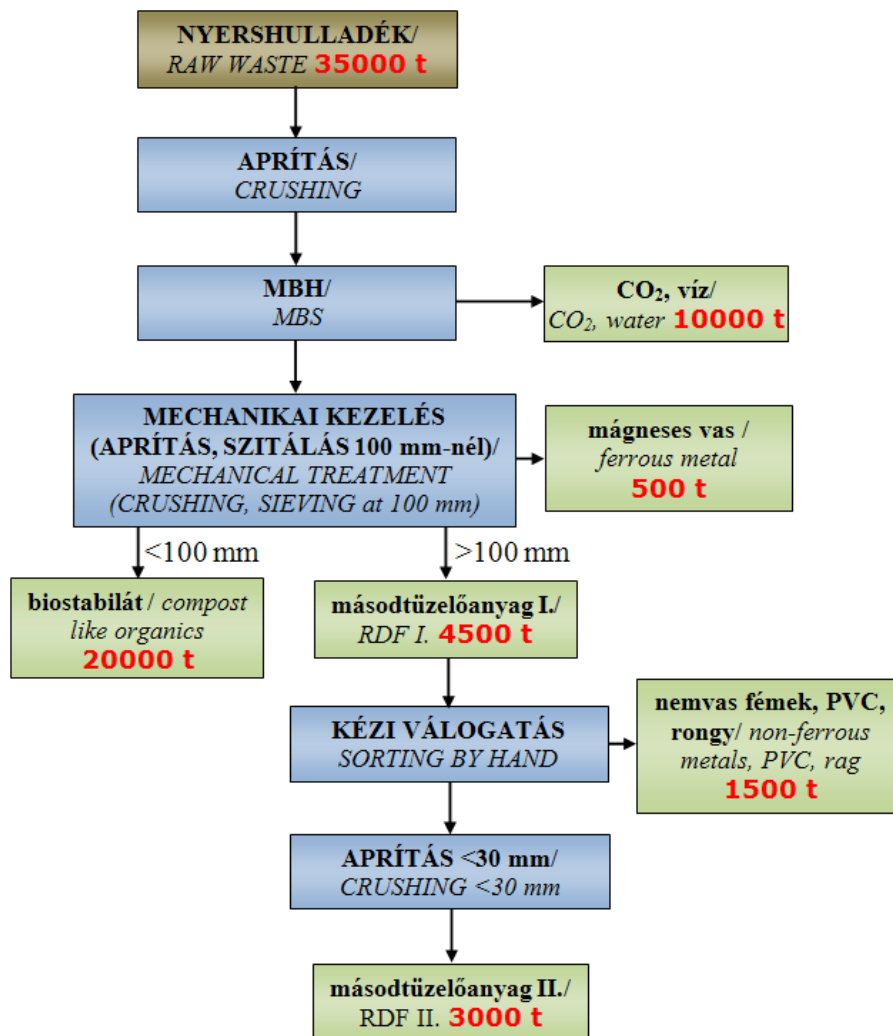 NYERSHULLADÉK/
RAW WASTE 35000 t
APRÍTÁS/
CRUSHING
MBH/
MBS
CO₂, víz/
CO₂, water 10000 t
MECHANIKAI KEZELÉS
(APRÍTÁS, SZITÁLÁS 100 mm-nél)/
MECHANICAL TREATMENT
(CRUSHING, SIEVING at 100 mm)
mágneses vas /
ferrous metal
500 t
<100 mm
>100 mm
biostabilát / compost
like organics
20000 t
másodtüzelőanyag I./
RDF I. 4500 t
KÉZI VÁLOGATÁS
SORTING BY HAND
nemvas fémek, PVC,
rongy/ non-ferrous
metals, PVC, rag
1500 t
APRÍTÁS <30 mm/
CRUSHING <30 mm
másodtüzelőanyag II./
RDF II. 3000 t